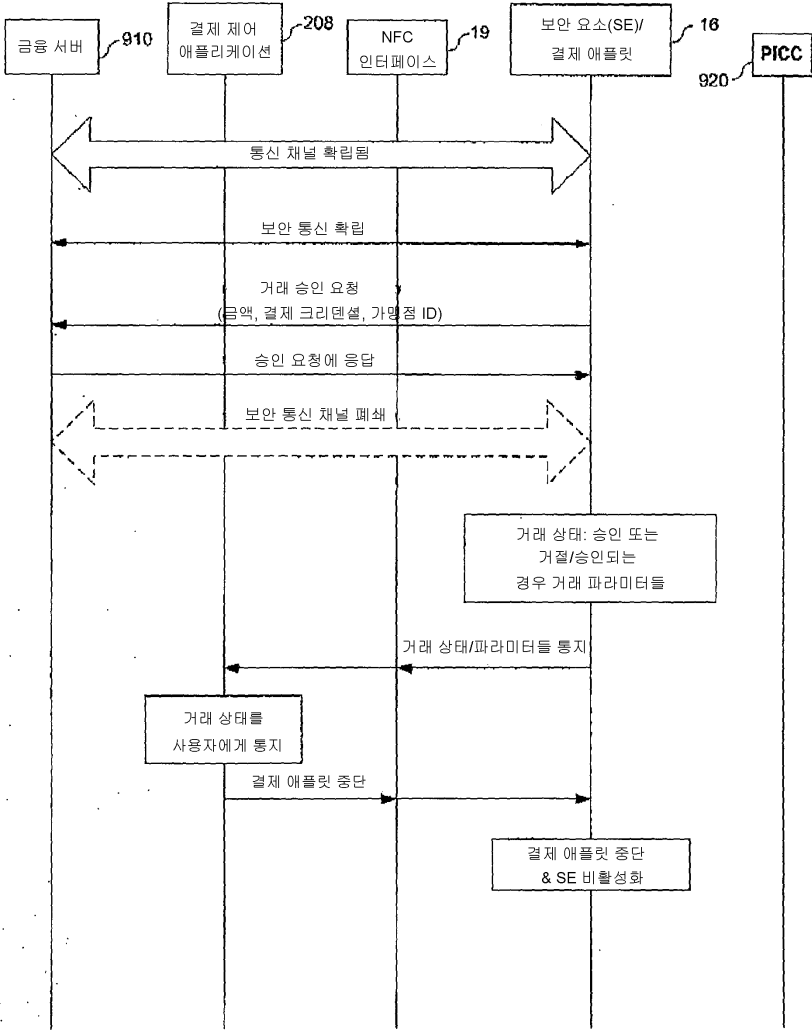 금융 서버
910
결제 제어
애플리케이션
208
NFC
인터페이스
19
보안 요소(SE)/
결제 애플릿
16
PICC
920
통신 채널 확립됨
보안 통신 확립
거래 승인 요청
(금액, 결제 크리덴셜, 가맹점 ID)
승인 요청에 응답
보안 통신 채널 폐쇄
거래 상태: 승인 또는
거절/승인되는
경우 거래 파라미터들
거래 상태/파라미터들 통지
거래 상태를
사용자에게 통지
결제 애플릿 중단
결제 애플릿 중단
& SE 비활성화